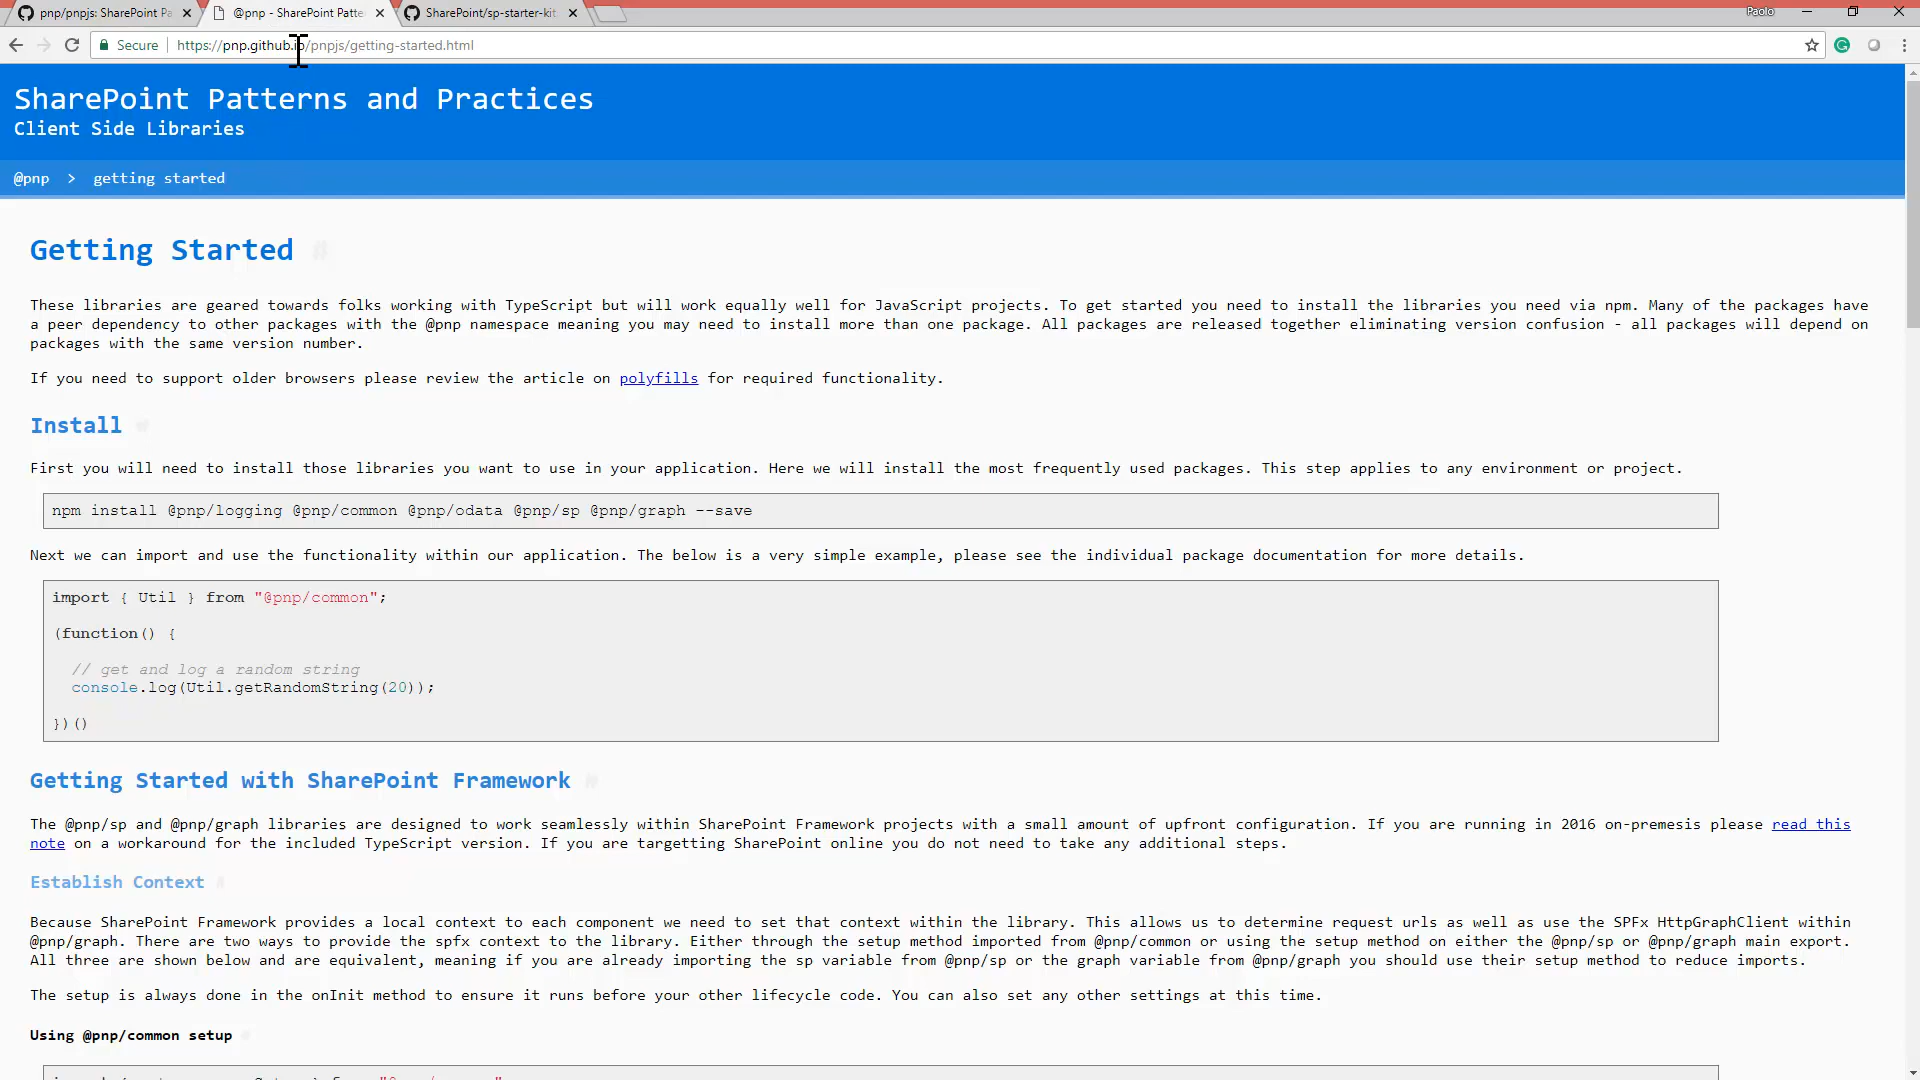 pnp/pnpjs: SharePoint Pa
@pnp - SharePoint Patte
SharePoint/sp-starter-kit
Paolo
Secure
https://pnp.github.io/pnpjs/getting-started.html
SharePoint Patterns and Practices
Client Side Libraries
@pnp > getting started
Getting Started #
These libraries are geared towards folks working with TypeScript but will work equally well for JavaScript projects. To get started you need to install the libraries you need via npm. Many of the packages have
a peer dependency to other packages with the @pnp namespace meaning you may need to install more than one package. All packages are released together eliminating version confusion - all packages will depend on
packages with the same version number.
If you need to support older browsers please review the article on polyfills for required functionality.
Install #
First you will need to install those libraries you want to use in your application. Here we will install the most frequently used packages. This step applies to any environment or project.
npm install @pnp/logging @pnp/common @pnp/odata @pnp/sp @pnp/graph --save
Next we can import and use the functionality within our application. The below is a very simple example, please see the individual package documentation for more details.
import { Util } from "@pnp/common";
(function() {
// get and log a random string
console.log(Util.getRandomString(20));
})()
Getting Started with SharePoint Framework #
The @pnp/sp and @pnp/graph libraries are designed to work seamlessly within SharePoint Framework projects with a small amount of upfront configuration. If you are running in 2016 on-premesis please read this
note on a workaround for the included TypeScript version. If you are targetting SharePoint online you do not need to take any additional steps.
Establish Context #
Because SharePoint Framework provides a local context to each component we need to set that context within the library. This allows us to determine request urls as well as use the SPFx HttpGraphClient within
@pnp/graph. There are two ways to provide the spfx context to the library. Either through the setup method imported from @pnp/common or using the setup method on either the @pnp/sp or @pnp/graph main export.
All three are shown below and are equivalent, meaning if you are already importing the sp variable from @pnp/sp or the graph variable from @pnp/graph you should use their setup method to reduce imports.
The setup is always done in the onInit method to ensure it runs before your other lifecycle code. You can also set any other settings at this time.
Using @pnp/common setup #